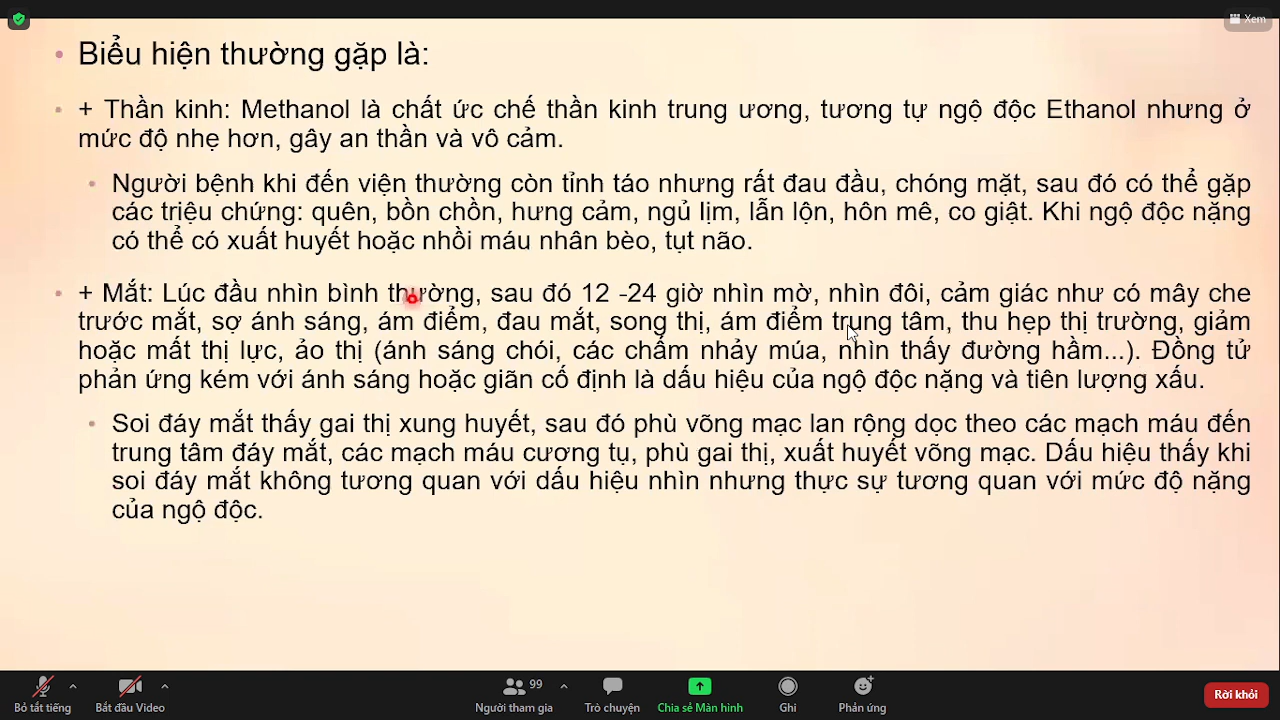 Xem
Biểu hiện thường gặp là:
+ Thần kinh: Methanol là chất ức chế thần kinh trung ương, tương tự ngộ độc Ethanol nhưng ở
mức độ nhẹ hơn, gây an thần và vô cảm.
Người bệnh khi đến viện thường còn tỉnh táo nhưng rất đau đầu, chóng mặt, sau đó có thể gặp
các triệu chứng: quên, bồn chồn, hưng cảm, ngủ lịm, lẫn lộn, hôn mê, co giật. Khi ngộ độc nặng
có thể có xuất huyết hoặc nhồi máu nhân bèo, tụt não.
+ Mắt: Lúc đầu nhìn bình thường, sau đó 12 -24 giờ nhìn mờ, nhìn đôi, cảm giác như có mây che
trước mắt, sợ ánh sáng, ám điểm, đau mắt, song thị, ám điểm trung tâm, thu hẹp thị trường, giảm
hoặc mất thị lực, ảo thị (ánh sáng chói, các chấm nhảy múa, nhìn thấy đường hầm...). Đồng tử
phản ứng kém với ánh sáng hoặc giãn cố định là dấu hiệu của ngộ độc nặng và tiên lượng xấu.
Soi đáy mắt thấy gai thị xung huyết, sau đó phù võng mạc lan rộng dọc theo các mạch máu đến
trung tâm đáy mắt, các mạch máu cương tụ, phù gai thị, xuất huyết võng mạc. Dấu hiệu thấy khi
soi đáy mắt không tương quan với dấu hiệu nhìn nhưng thực sự tương quan với mức độ nặng
của ngộ độc.
99
Bỏ tắt tiếng
Bắt đầu Video
Người tham gia
Trò chuyện
Chia sẻ Màn hình
Ghi
Phản ứng
Rời khỏi